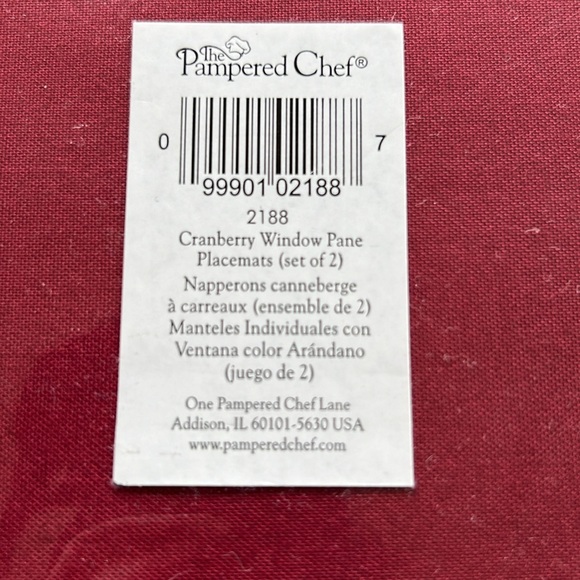 The
Pampered Chef®
0 99901 02188 7
2188
Cranberry Window Pane
Placemats (set of 2)
Napperons canneberge
à carreaux (ensemble de 2)
Manteles Individuales con
Ventana color Arándano
(juego de 2)
One Pampered Chef Lane
Addison, IL 60101-5630 USA
www.pamperedchef.com